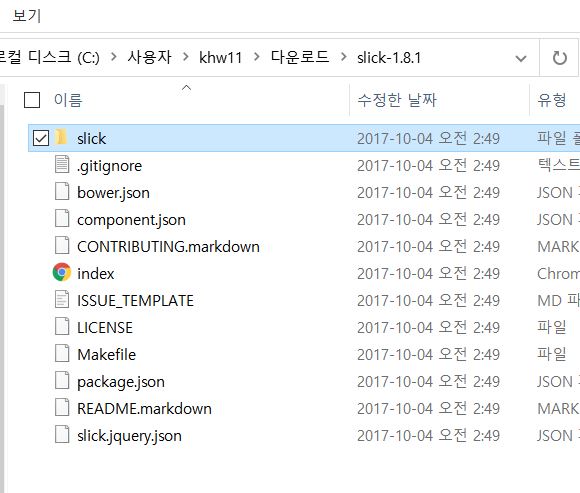 보기
로컬 디스크 (C:) > 사용자 > khw11 > 다운로드 > slick-1.8.1
이름 수정한 날짜 유형
slick 2017-10-04 오전 2:49 파일 폴
.gitignore 2017-10-04 오전 2:49 텍스트
bower.json 2017-10-04 오전 2:49 JSON
component.json 2017-10-04 오전 2:49 JSON
CONTRIBUTING.markdown 2017-10-04 오전 2:49 MARK
index 2017-10-04 오전 2:49 Chrom
ISSUE_TEMPLATE 2017-10-04 오전 2:49 MD 파
LICENSE 2017-10-04 오전 2:49 파일
Makefile 2017-10-04 오전 2:49 파일
package.json 2017-10-04 오전 2:49 JSON
README.markdown 2017-10-04 오전 2:49 MARK
slick.jquery.json 2017-10-04 오전 2:49 JSON